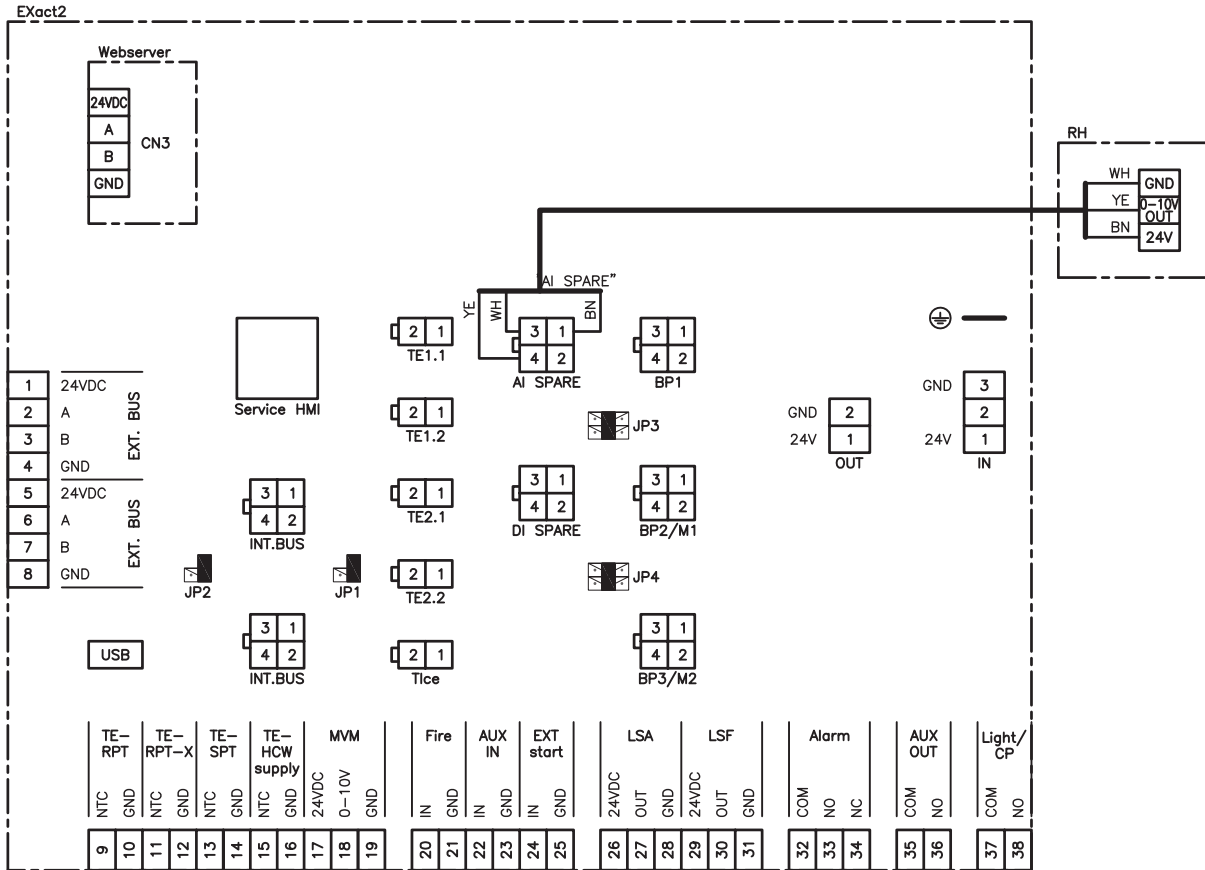 EXact2
Webserver
24VDC
A
B
GND
CN3
RH
WH
YE
BN
GND
0-10V
OUT
24V
"AI SPARE"
YE
WH
BN
3 1
4 2
AI SPARE
3 1
4 2
BP1
2 1
TE1.1
Service HMI
2 1
TE1.2
JP3
GND 2
24V 1
OUT
GND 3
2
24V 1
IN
1 24VDC
2 A
3 B
4 GND
EXT. BUS
5 24VDC
6 A
7 B
8 GND
EXT. BUS
3 1
4 2
INT.BUS
2 1
TE2.1
3 1
4 2
DI SPARE
3 1
4 2
BP2/M1
JP2
JP1
2 1
TE2.2
JP4
USB
3 1
4 2
INT.BUS
2 1
TIce
3 1
4 2
BP3/M2
TE-
RPT
TE-
RPT-X
TE-
SPT
TE-
HCW
supply
MVM
Fire
AUX
IN
EXT
start
LSA
LSF
Alarm
AUX
OUT
Light/
CP
NTC
GND
NTC
GND
NTC
GND
NTC
GND
24VDC
0-10V
GND
IN
GND
IN
GND
IN
GND
24VDC
OUT
GND
24VDC
OUT
GND
COM
NO
NC
COM
NO
COM
NO
9
10
11
12
13
14
15
16
17
18
19
20
21
22
23
24
25
26
27
28
29
30
31
32
33
34
35
36
37
38